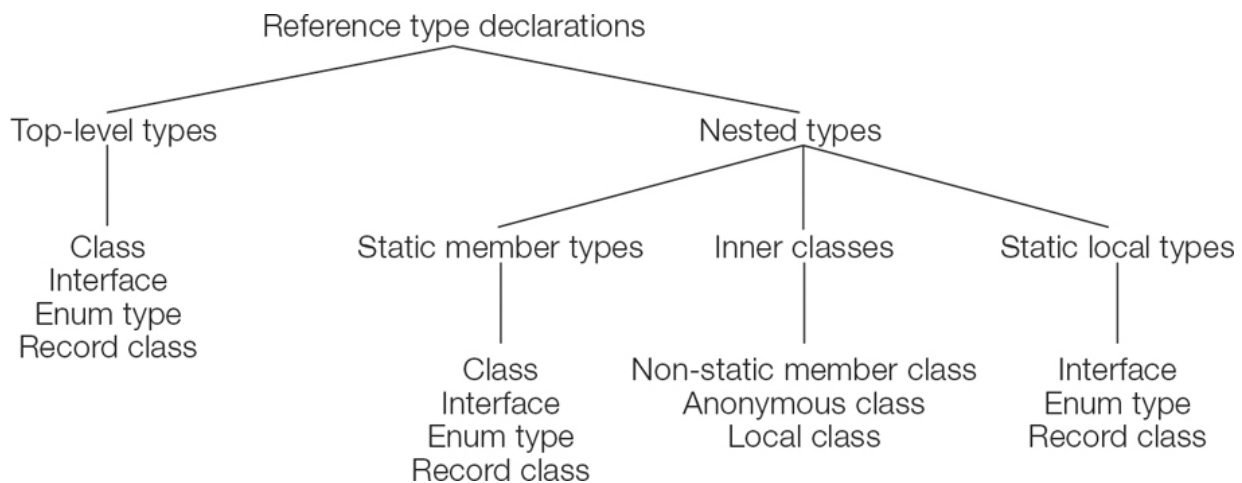 Reference type declarations
Top-level types
Nested types
Class
Interface
Enum type
Record class
Static member types
Inner classes
Static local types
Class
Interface
Enum type
Record class
Non-static member class
Anonymous class
Local class
Interface
Enum type
Record class